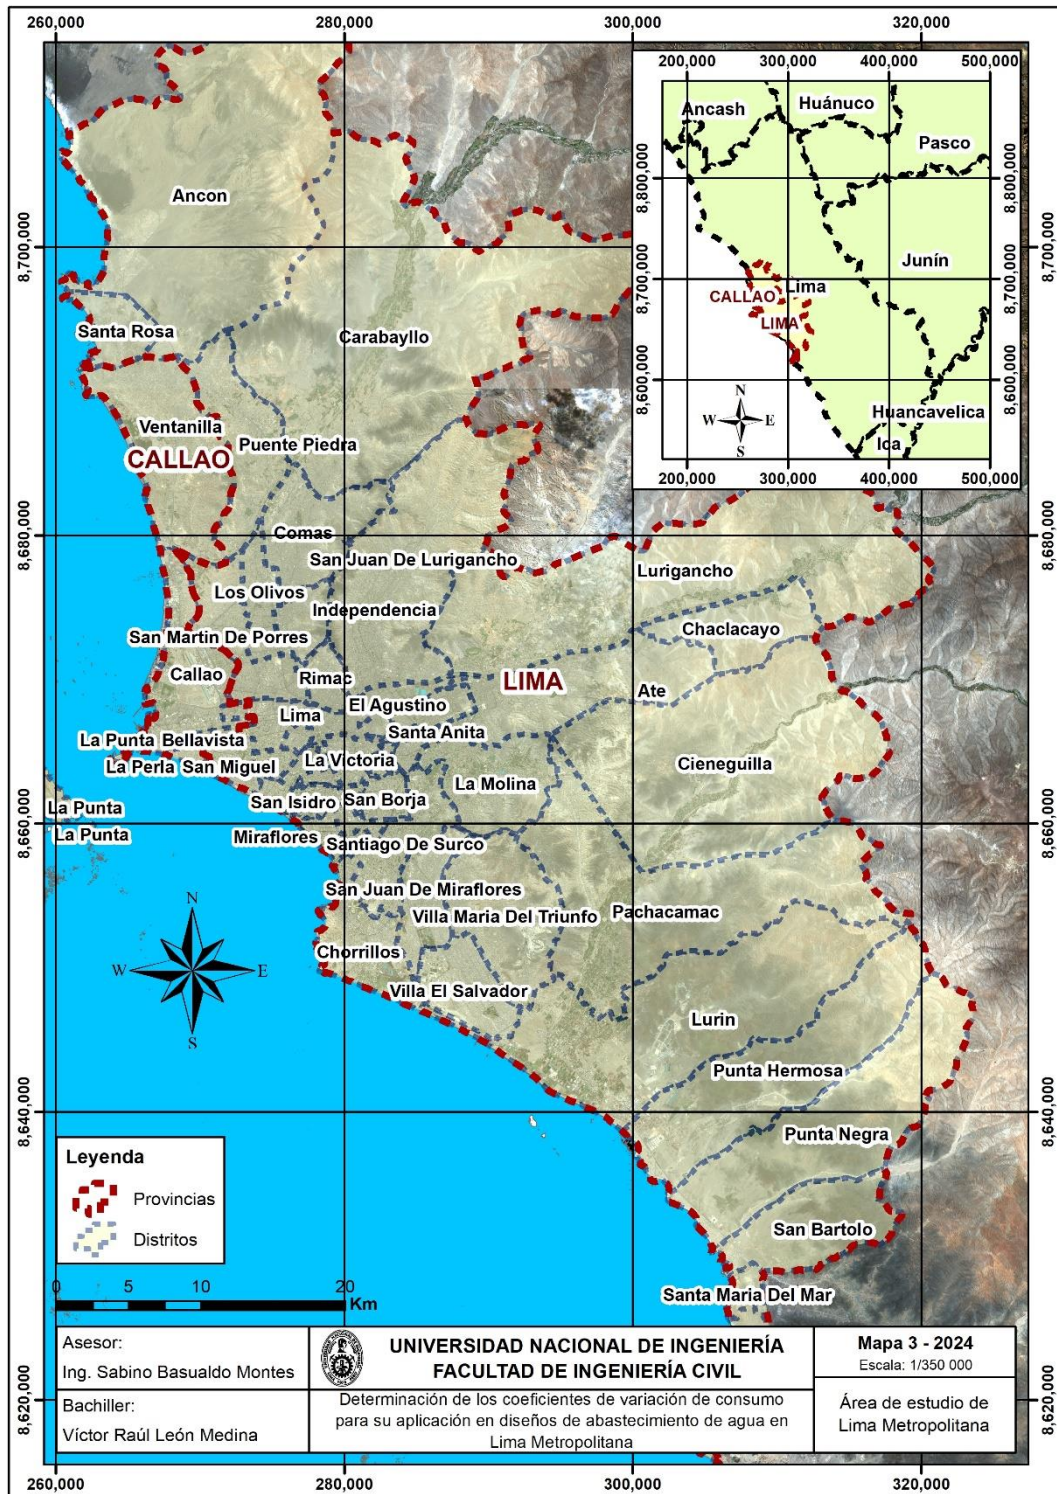 260,000
280,000
300,000
320,000
200,000
300,000
400,000
500,000
Ancash
Huánuco
Pasco
8,800,000
8,800,000
Ancon
8,700,000
8,700,000
Junín
8,700,000
8,700,000
Lima
CALLAO
LIMA
Santa Rosa
Carabayllo
8,600,000
8,600,000
N
W
E
S
Huancavelica
Ica
200,000
300,000
400,000
500,000
Ventanilla
Puente Piedra
CALLAO
8,680,000
8,680,000
Comas
San Juan De Lurigancho
Lurigancho
Los Olivos
Independencia
Chaclacayo
San Martin De Porres
Callao
Rimac
LIMA
Ate
Lima
El Agustino
Santa Anita
La Punta
Bellavista
La Victoria
Cieneguilla
La Perla
San Miguel
La Molina
La Punta
San Isidro
San Borja
8,660,000
8,660,000
La Punta
Miraflores
Santiago De Surco
San Juan De Miraflores
Villa Maria Del Triunfo
Pachacamac
N
W
E
S
Chorrillos
Villa El Salvador
Lurin
Punta Hermosa
8,640,000
8,640,000
Punta Negra
Leyenda
Provincias
Distritos
San Bartolo
0
5
10
20
Km
Santa Maria Del Mar
Asesor:
Ing. Sabino Basualdo Montes
Bachiller:
Víctor Raúl León Medina
UNIVERSIDAD NACIONAL DE INGENIERÍA
FACULTAD DE INGENIERÍA CIVIL
Determinación de los coeficientes de variación de consumo
para su aplicación en diseños de abastecimiento de agua en
Lima Metropolitana
Mapa 3 - 2024
Escala: 1/350 000
Área de estudio de
Lima Metropolitana
8,620,000
8,620,000
260,000
280,000
300,000
320,000